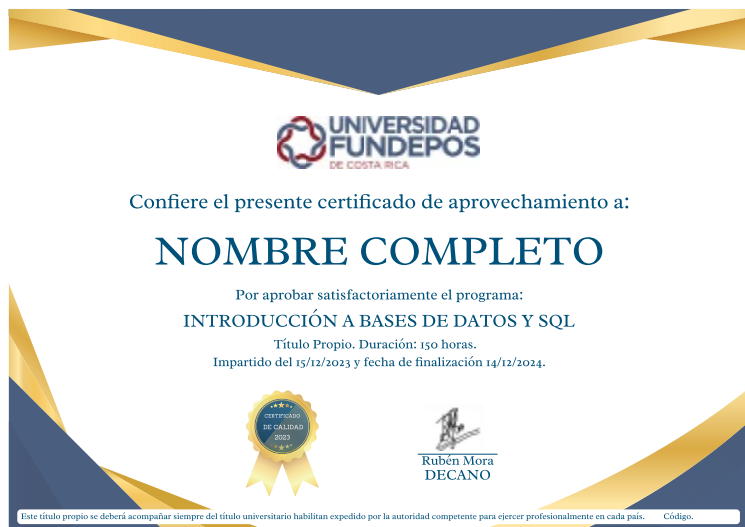 UNIVERSIDAD
FUNDEPOS
DE COSTA RICA
Confiere el presente certificado de aprovechamiento a:
NOMBRE COMPLETO
Por aprobar satisfactoriamente el programa:
INTRODUCCIÓN A BASES DE DATOS Y SQL
Título Propio. Duración: 150 horas.
Impartido del 15/12/2023 y fecha de finalización 14/12/2024.
CERTIFICADO
DE CALIDAD
2023
Rubén Mora
DECANO
Este título propio se deberá acompañar siempre del título universitario habilitan expedido por la autoridad competente para ejercer profesionalmente en cada país. Código.